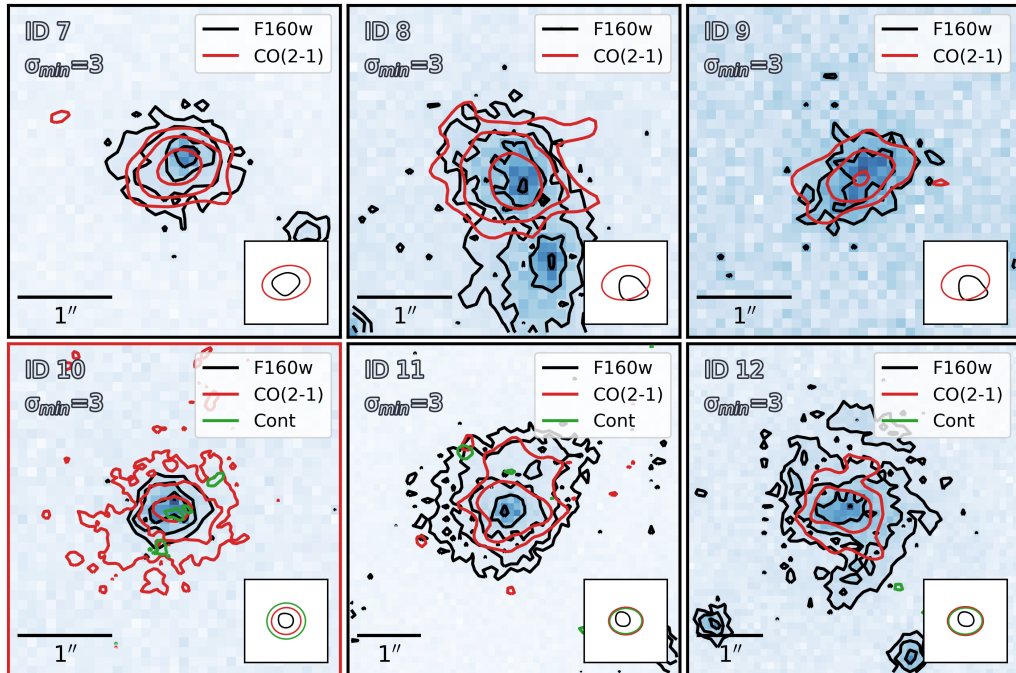 ID 7
σmin=3
F160w
CO(2-1)
1″
ID 8
σmin=3
F160w
CO(2-1)
1″
ID 9
σmin=3
F160w
CO(2-1)
1″
ID 10
σmin=3
F160w
CO(2-1)
Cont
1″
ID 11
σmin=3
F160w
CO(2-1)
Cont
1″
ID 12
σmin=3
F160w
CO(2-1)
Cont
1″